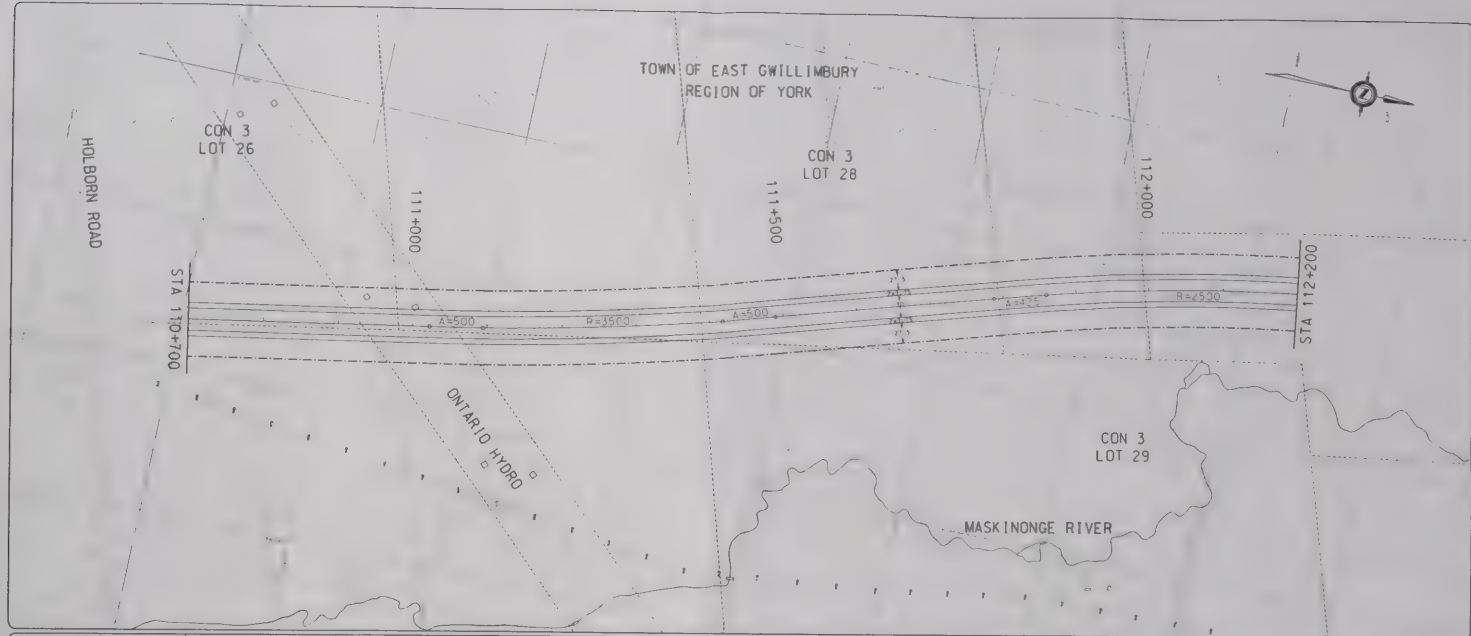 TOWN OF EAST GWILLIMBURY
REGION OF YORK
CON 3
LOT 26
HOLBORN ROAD
CON 3
LOT 28
111+000
111+500
112+000
STA 110+700
STA 112+200
A=500
R=3500
A=500
A=425
R=2500
ONTARIO HYDRO
CON 3
LOT 29
MASKINONGE RIVER